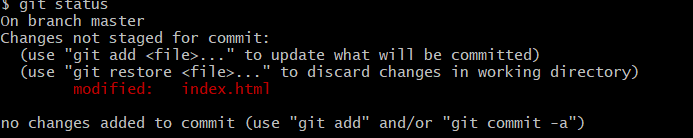 $ git status
On branch master
Changes not staged for commit:
  (use "git add <file>..." to update what will be committed)
  (use "git restore <file>..." to discard changes in working directory)
        modified:   index.html

no changes added to commit (use "git add" and/or "git commit -a")